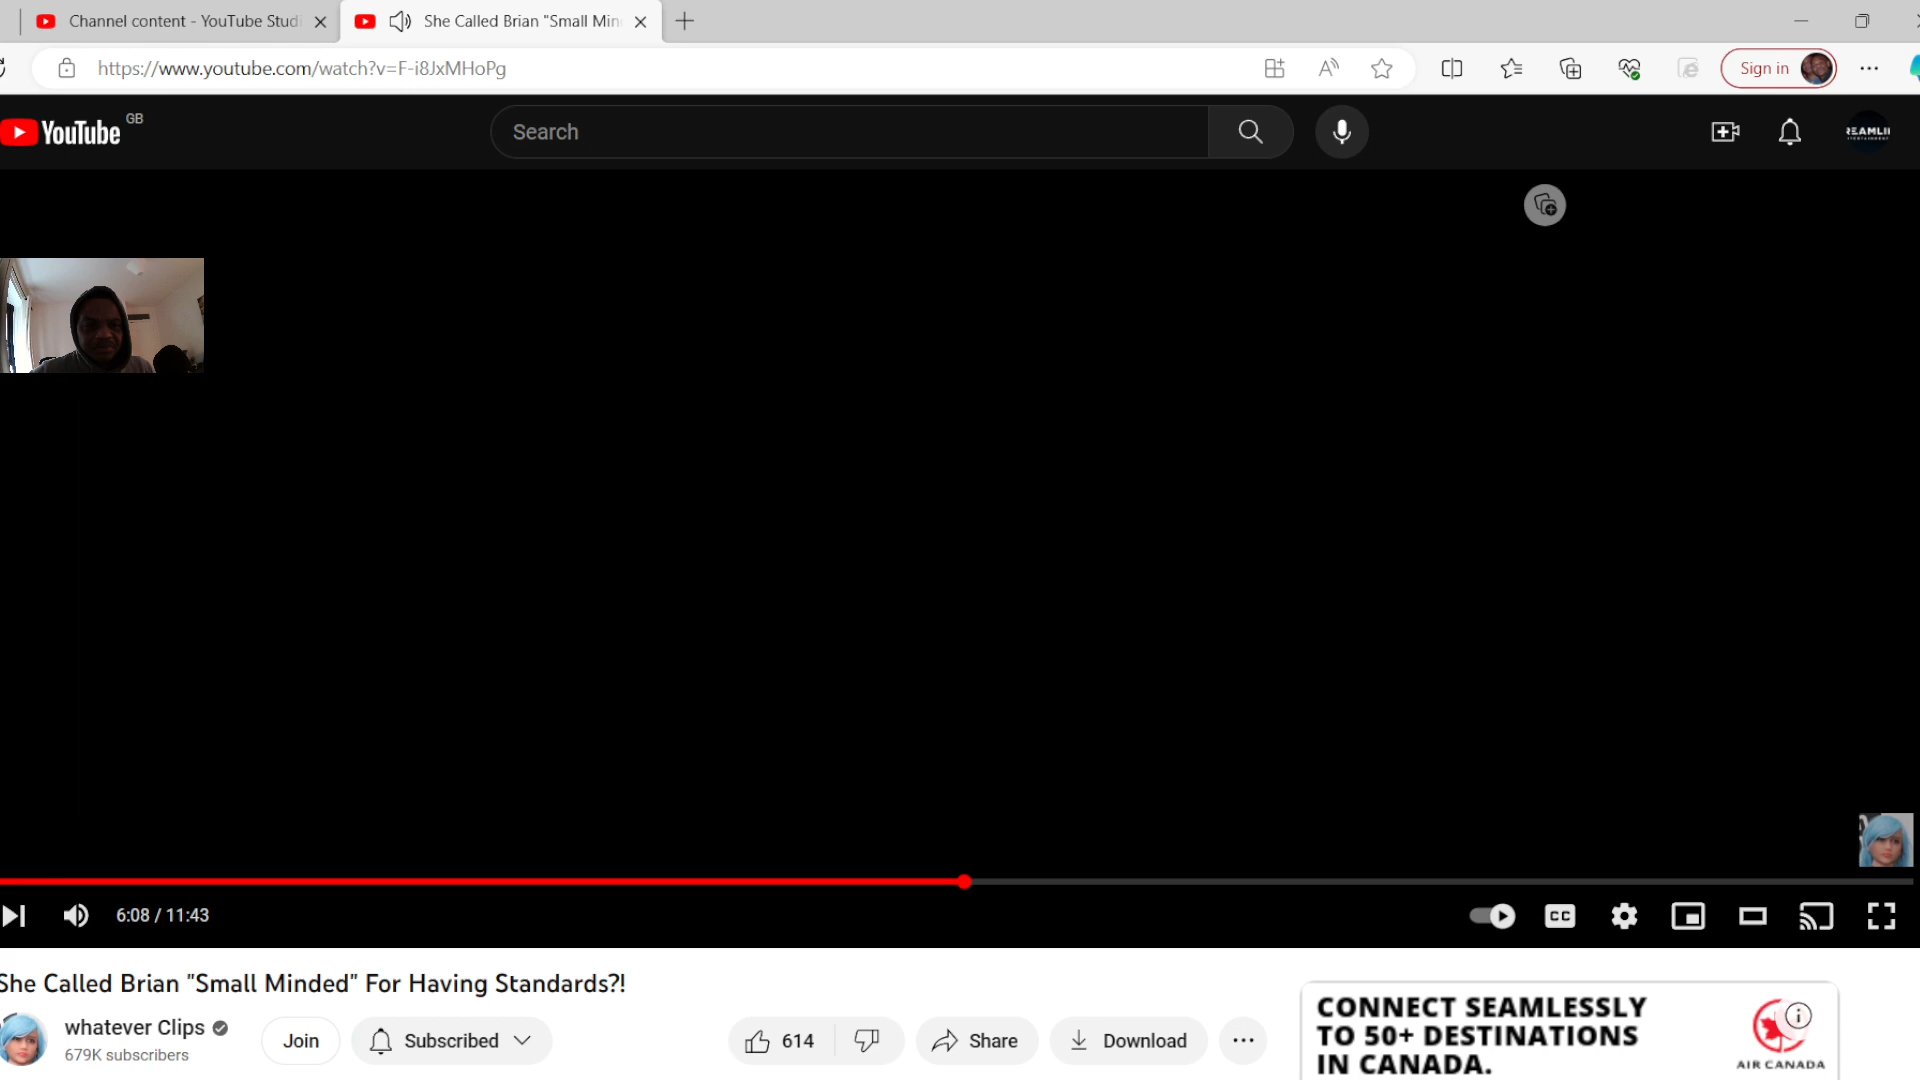 Channel content - YouTube Studi
She Called Brian "Small Min
https://www.youtube.com/watch?v=F-i8JxMHoPg
Sign in
YouTube GB
Search
REAMLI
6:08 / 11:43
CC
She Called Brian "Small Minded" For Having Standards?!
whatever Clips
679K subscribers
Join
Subscribed
614
Share
Download
CONNECT SEAMLESSLY
TO 50+ DESTINATIONS
IN CANADA.
AIR CANADA